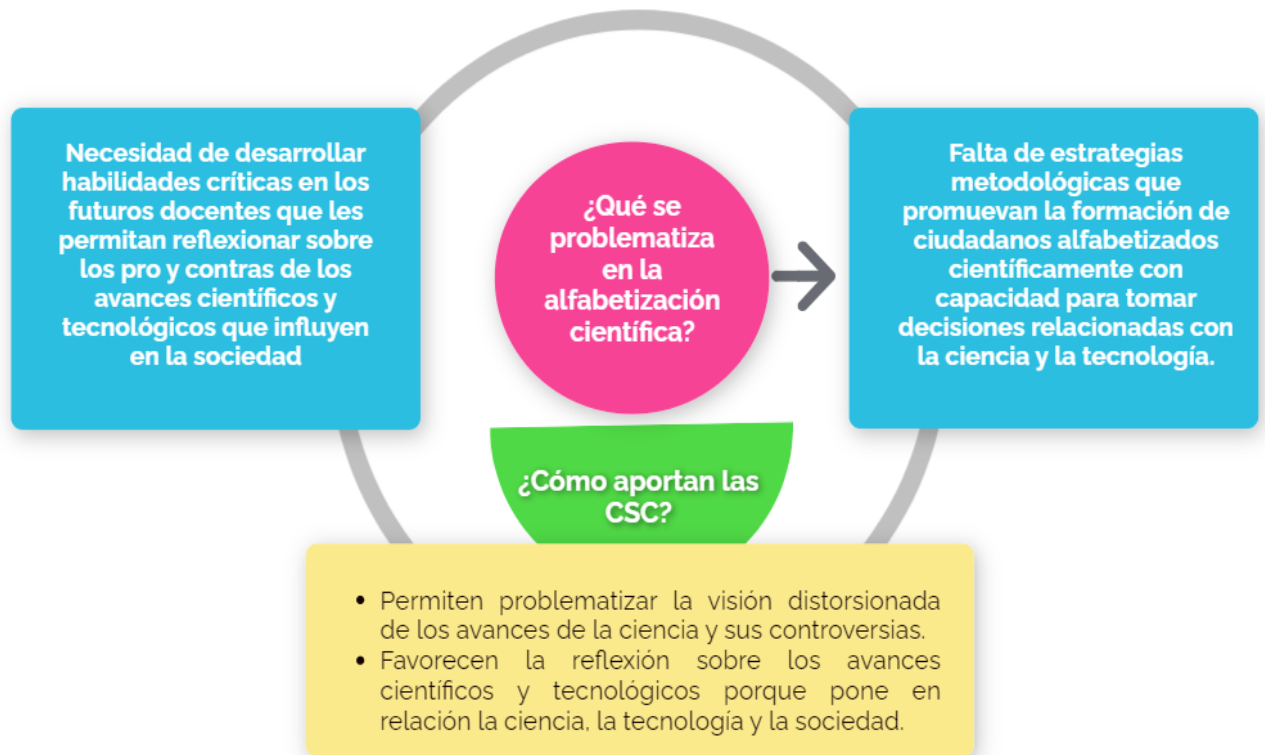 Necesidad de desarrollar
habilidades críticas en los
futuros docentes que les
permitan reflexionar sobre
los pro y contras de los
avances científicos y
tecnológicos que influyen
en la sociedad
¿Qué se
problematiza
en la
alfabetización
científica?
Falta de estrategias
metodológicas que
promuevan la formación de
ciudadanos alfabetizados
científicamente con
capacidad para tomar
decisiones relacionadas con
la ciencia y la tecnología.
¿Cómo aportan las
CSC?
• Permiten problematizar la visión distorsionada
de los avances de la ciencia y sus controversias.
• Favorecen la reflexión sobre los avances
científicos y tecnológicos porque pone en
relación la ciencia, la tecnología y la sociedad.